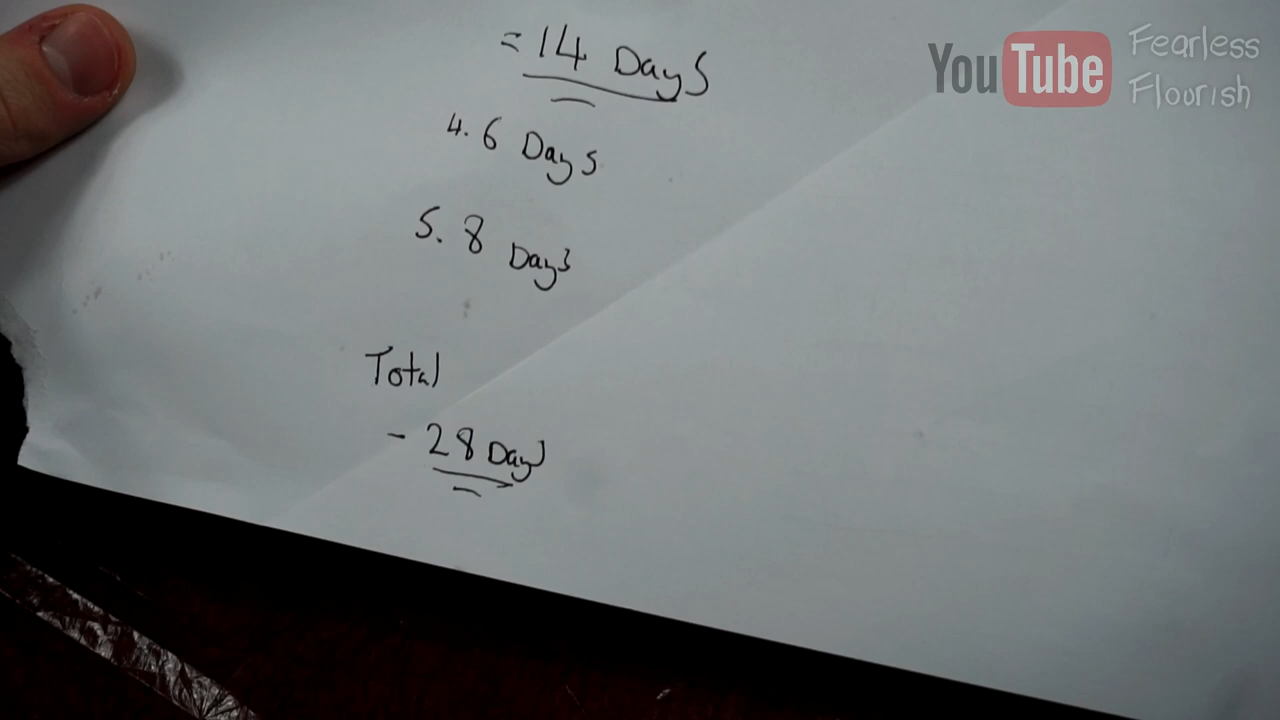 = 14 Days
4. 6 Days
5. 8 Days
Total
- 28 Days
YouTube
Fearless
Flourish